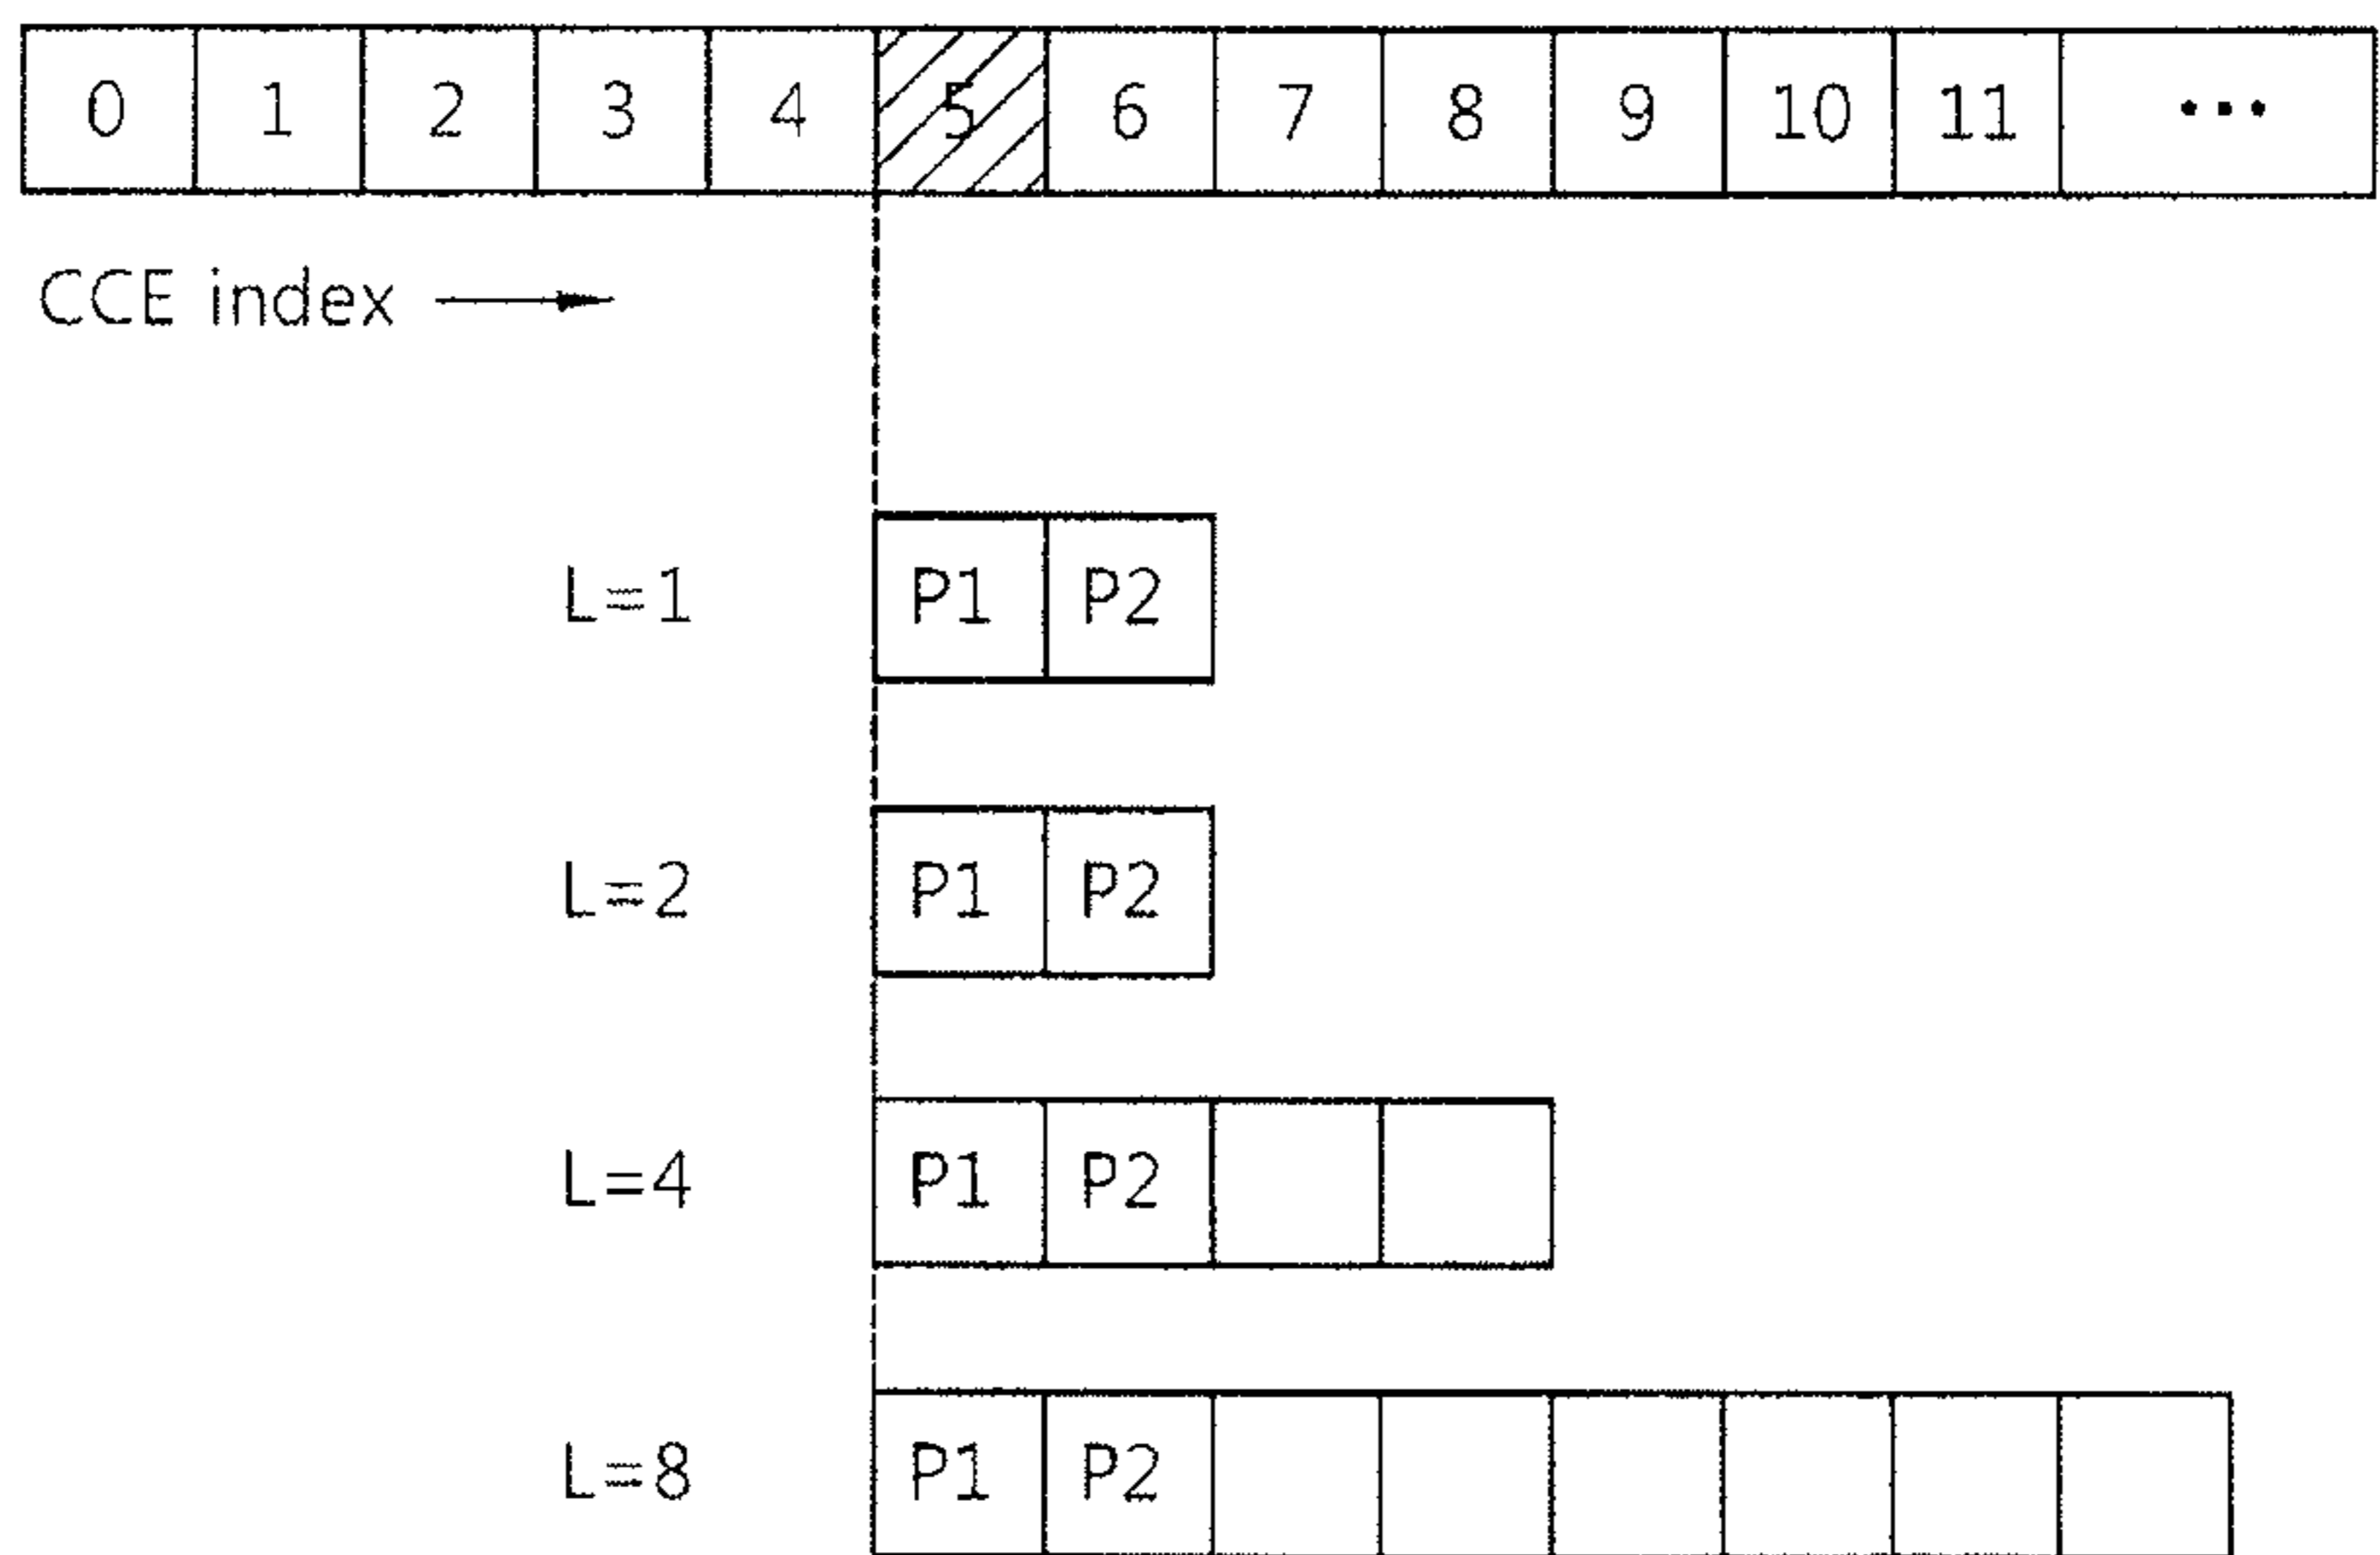 0 1 2 3 4 5 6 7 8 9 10 11 •••
CCE index
L=1 P1 P2
L=2 P1 P2
L=4 P1 P2
L=8 P1 P2